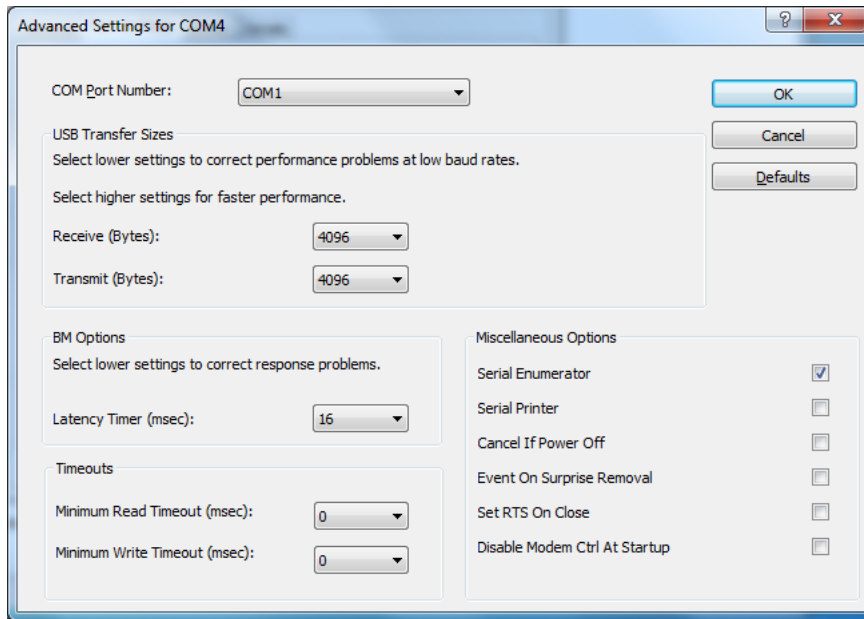 Advanced Settings for COM4
?
COM Port Number:
COM1
OK
Cancel
Defaults
USB Transfer Sizes
Select lower settings to correct performance problems at low baud rates.
Select higher settings for faster performance.
Receive (Bytes):
4096
Transmit (Bytes):
4096
BM Options
Select lower settings to correct response problems.
Latency Timer (msec):
16
Timeouts
Minimum Read Timeout (msec):
0
Minimum Write Timeout (msec):
0
Miscellaneous Options
Serial Enumerator
Serial Printer
Cancel If Power Off
Event On Surprise Removal
Set RTS On Close
Disable Modem Ctrl At Startup